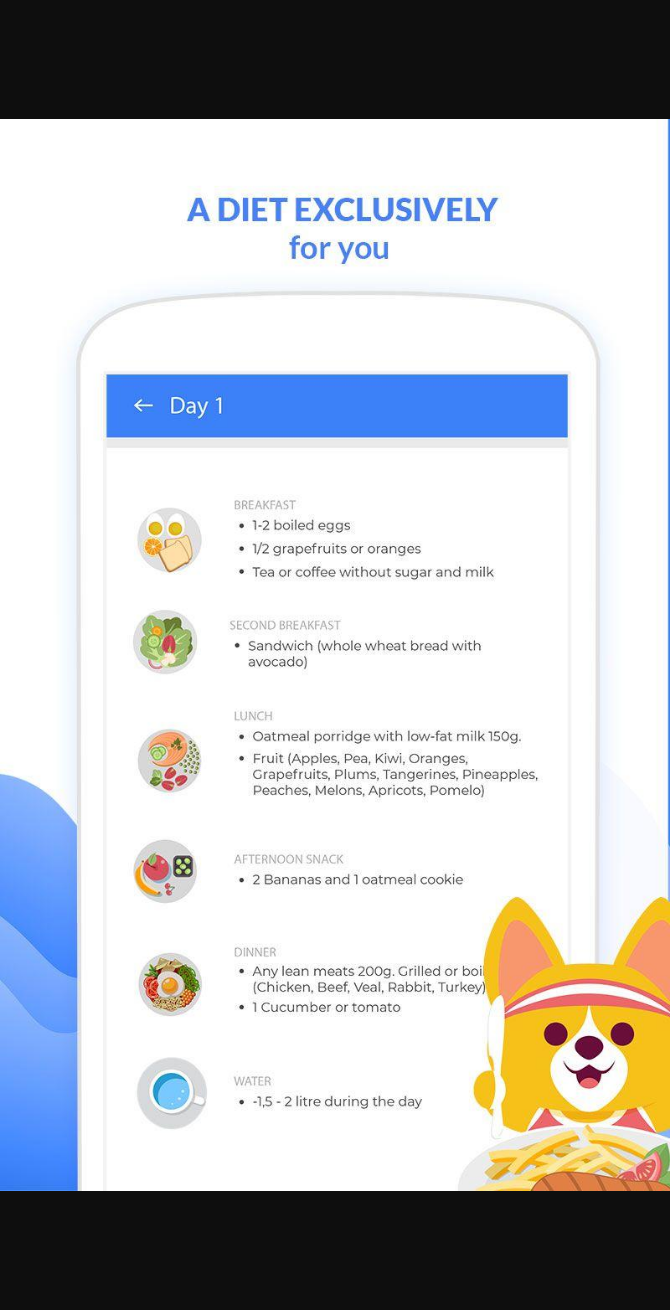 A DIET EXCLUSIVELY
for you
← Day 1
BREAKFAST
• 1-2 boiled eggs
• 1/2 grapefruits or oranges
• Tea or coffee without sugar and milk
SECOND BREAKFAST
• Sandwich (whole wheat bread with
avocado)
LUNCH
• Oatmeal porridge with low-fat milk 150g.
• Fruit (Apples, Pea, Kiwi, Oranges,
Grapefruits, Plums, Tangerines, Pineapples,
Peaches, Melons, Apricots, Pomelo)
AFTERNOON SNACK
• 2 Bananas and 1 oatmeal cookie
DINNER
• Any lean meats 200g. Grilled or
(Chicken, Beef, Veal, Rabbit, Turkey)
• 1 Cucumber or tomato
WATER
• -1,5 - 2 litre during the day